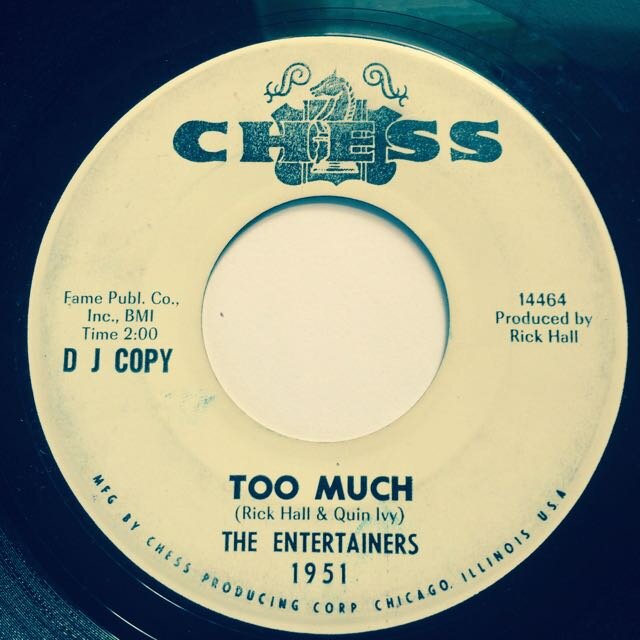 CHESS
Fame Publ. Co.,
Inc., BMI
Time 2:00
D J COPY
14464
Produced by
Rick Hall
TOO MUCH
(Rick Hall & Quin Ivy)
THE ENTERTAINERS
1951
MFG BY CHESS PRODUCING CORP CHICAGO, ILLINOIS U.S.A